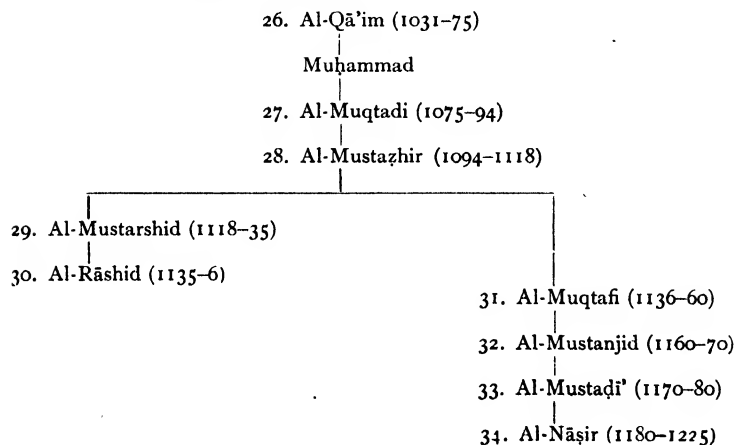 26. Al-Qā'im (1031–75)
Muḥammad
27. Al-Muqtadi (1075–94)
28. Al-Mustaẓhir (1094–1118)
29. Al-Mustarshid (1118–35)
30. Al-Rāshid (1135–6)
31. Al-Muqtafi (1136–60)
32. Al-Mustanjid (1160–70)
33. Al-Mustaḍī' (1170–80)
34. Al-Nāṣir (1180–1225)